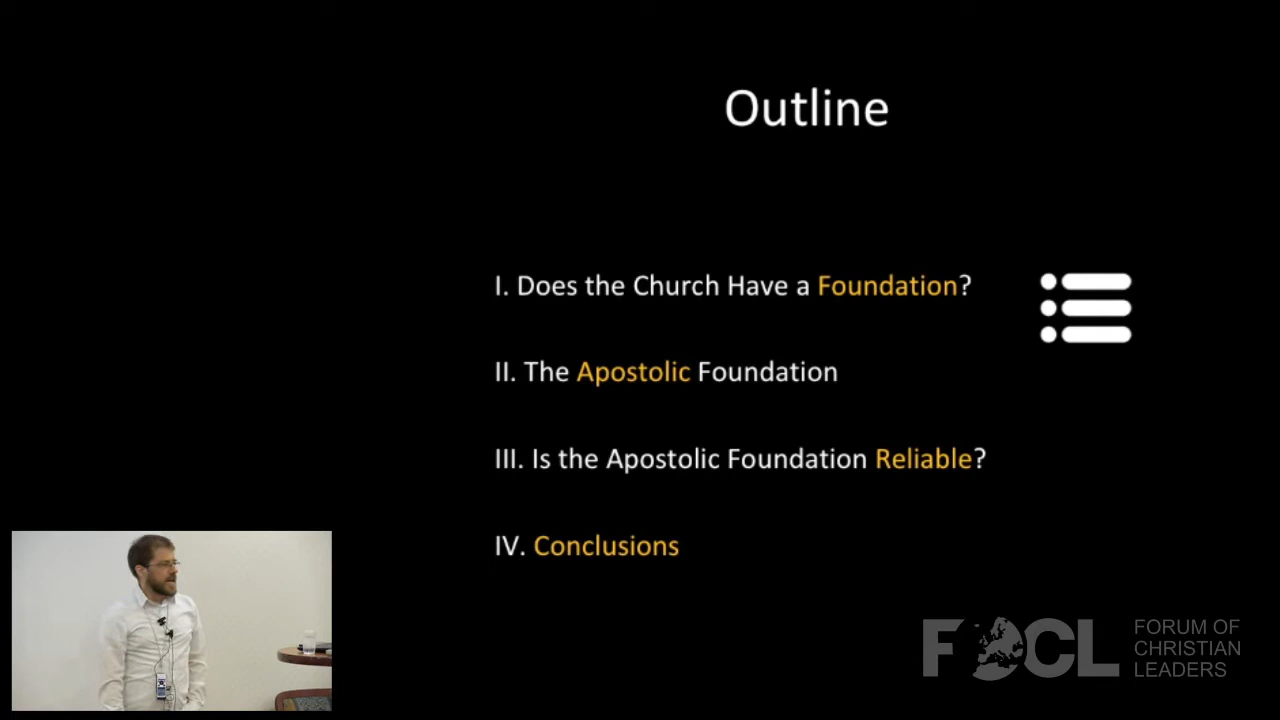 Outline
I. Does the Church Have a Foundation?
II. The Apostolic Foundation
III. Is the Apostolic Foundation Reliable?
IV. Conclusions
FOCL
FORUM OF
CHRISTIAN
LEADERS